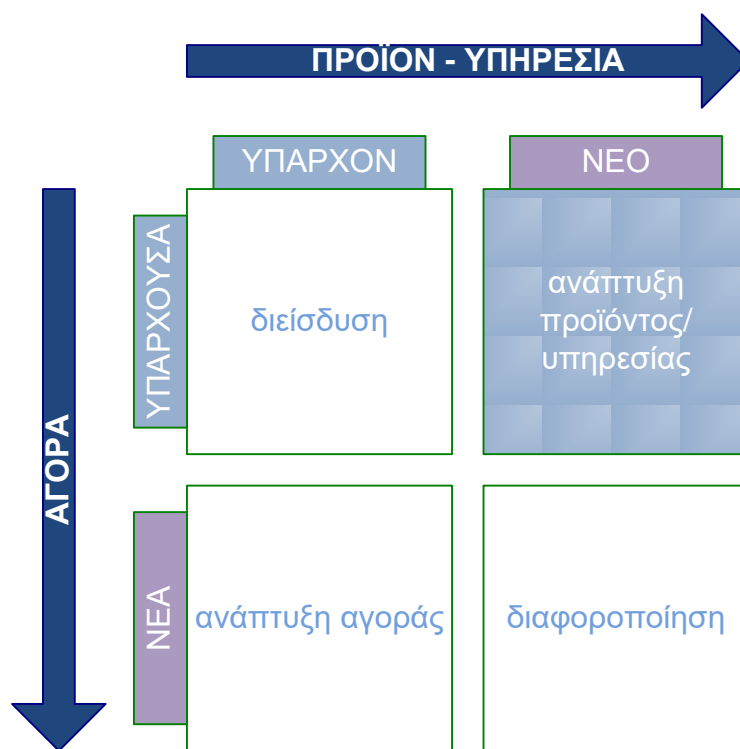 ΠΡΟΪΟΝ - ΥΠΗΡΕΣΙΑ
ΥΠΑΡΧΟΝ
ΝΕΟ
ΑΓΟΡΑ
ΥΠΑΡΧΟΥΣΑ
διείσδυση
ανάπτυξη
προϊόντος/
υπηρεσίας
ΝΕΑ
ανάπτυξη αγοράς
διαφοροποίηση